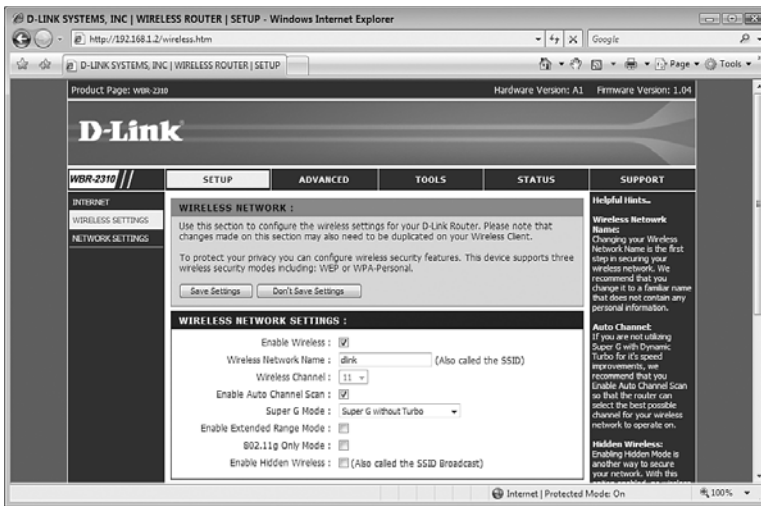 D-LINK SYSTEMS, INC | WIRELESS ROUTER | SETUP - Windows Internet Explorer
http://192.168.1.2/wireless.htm
Google
D-LINK SYSTEMS, INC | WIRELESS ROUTER | SETUP
Page
Tools
Product Page: WBR-2310
Hardware Version: A1
Firmware Version: 1.04
D-Link
WBR-2310
SETUP
ADVANCED
TOOLS
STATUS
SUPPORT
INTERNET
WIRELESS SETTINGS
NETWORK SETTINGS
WIRELESS NETWORK :
Use this section to configure the wireless settings for your D-Link Router. Please note that
changes made on this section may also need to be duplicated on your Wireless Client.
To protect your privacy you can configure wireless security features. This device supports three
wireless security modes including: WEP or WPA-Personal.
Save Settings
Don't Save Settings
WIRELESS NETWORK SETTINGS :
Enable Wireless :
Wireless Network Name : dlink (Also called the SSID)
Wireless Channel : 11
Enable Auto Channel Scan :
Super G Mode : Super G without Turbo
Enable Extended Range Mode :
802.11g Only Mode :
Enable Hidden Wireless : (Also called the SSID Broadcast)
Helpful Hints..
Wireless Netowrk
Name:
Changing your Wireless
Network Name is the first
step in securing your
wireless network. We
recommend that you
change it to a familiar name
that does not contain any
personal information.
Auto Channel:
If you are not utilizing
Super G with Dynamic
Turbo for it's speed
improvements, we
recommend that you
Enable Auto Channel Scan
so that the router can
select the best possible
channel for your wireless
network to operate on.
Hidden Wireless:
Enabling Hidden Mode is
another way to secure
your network. With this
Internet | Protected Mode: On
100%